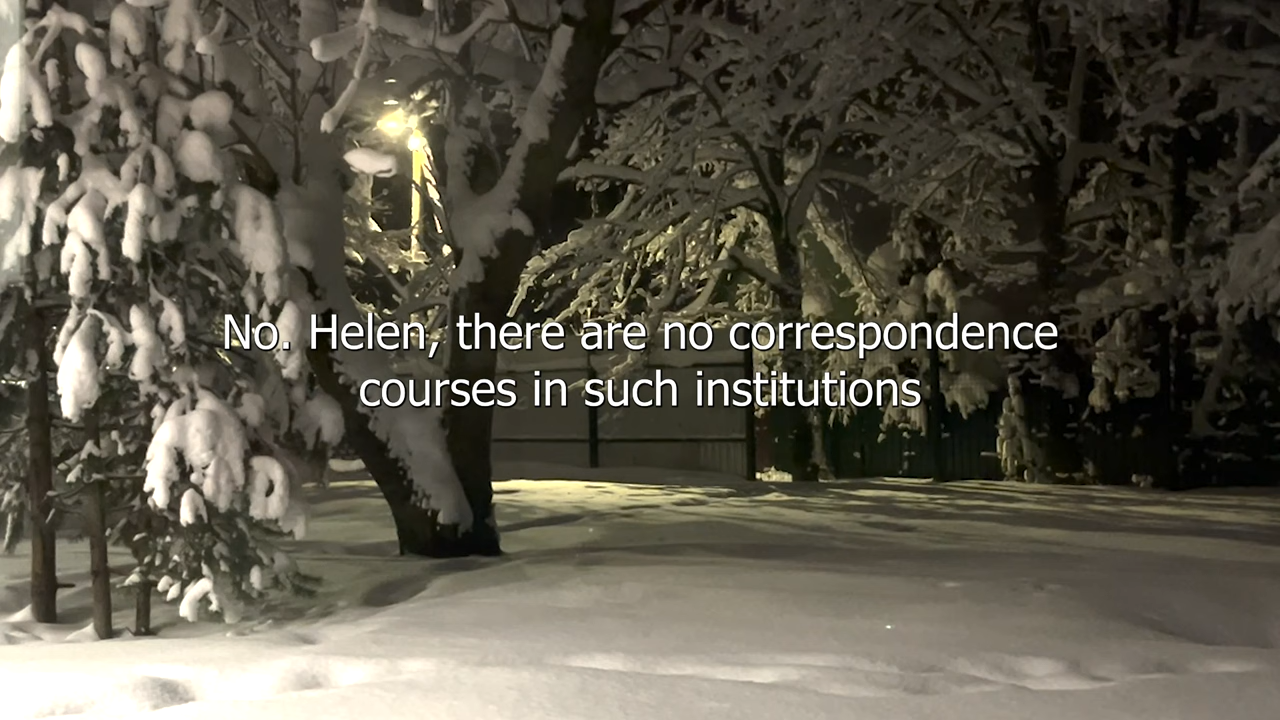 No. Helen, there are no correspondence
courses in such institutions